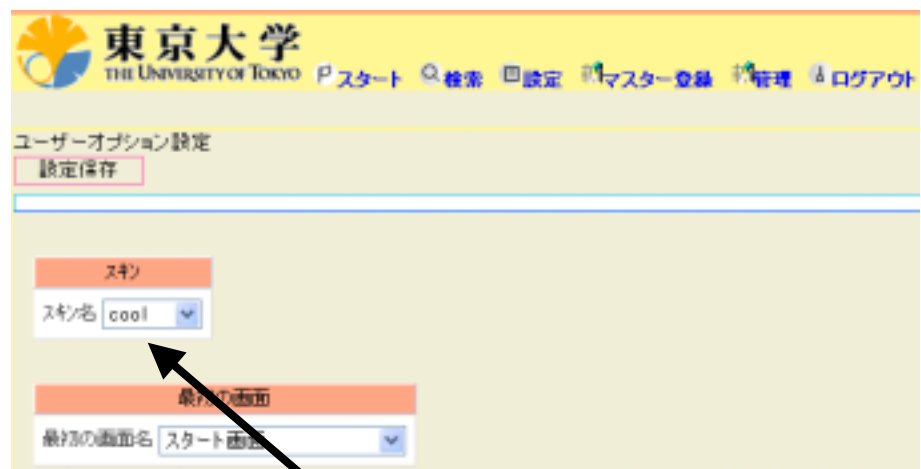 東京大学
THE UNIVERSITY OF TOKYO
スタート 検索 設定 マスター登録 管理 ログアウト
ユーザーオプション設定
設定保存
スキン
スキン名 cool
最初の画面
最初の画面名 スタート画面